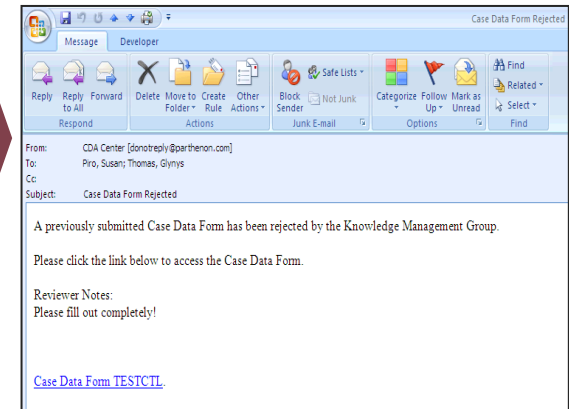 Case Data Form Rejected
Message Developer
Reply Reply to All Forward Delete Move to Folder Create Rule Other Actions Block Sender Safe Lists Not Junk Categorize Follow Up Mark as Unread Find Related Select
Respond Actions Junk E-mail Options Find
From: CDA Center [donotreply@parthenon.com]
To: Piro, Susan; Thomas, Glynys
Cc:
Subject: Case Data Form Rejected
A previously submitted Case Data Form has been rejected by the Knowledge Management Group.
Please click the link below to access the Case Data Form.
Reviewer Notes:
Please fill out completely!
Case Data Form TESTCTL.